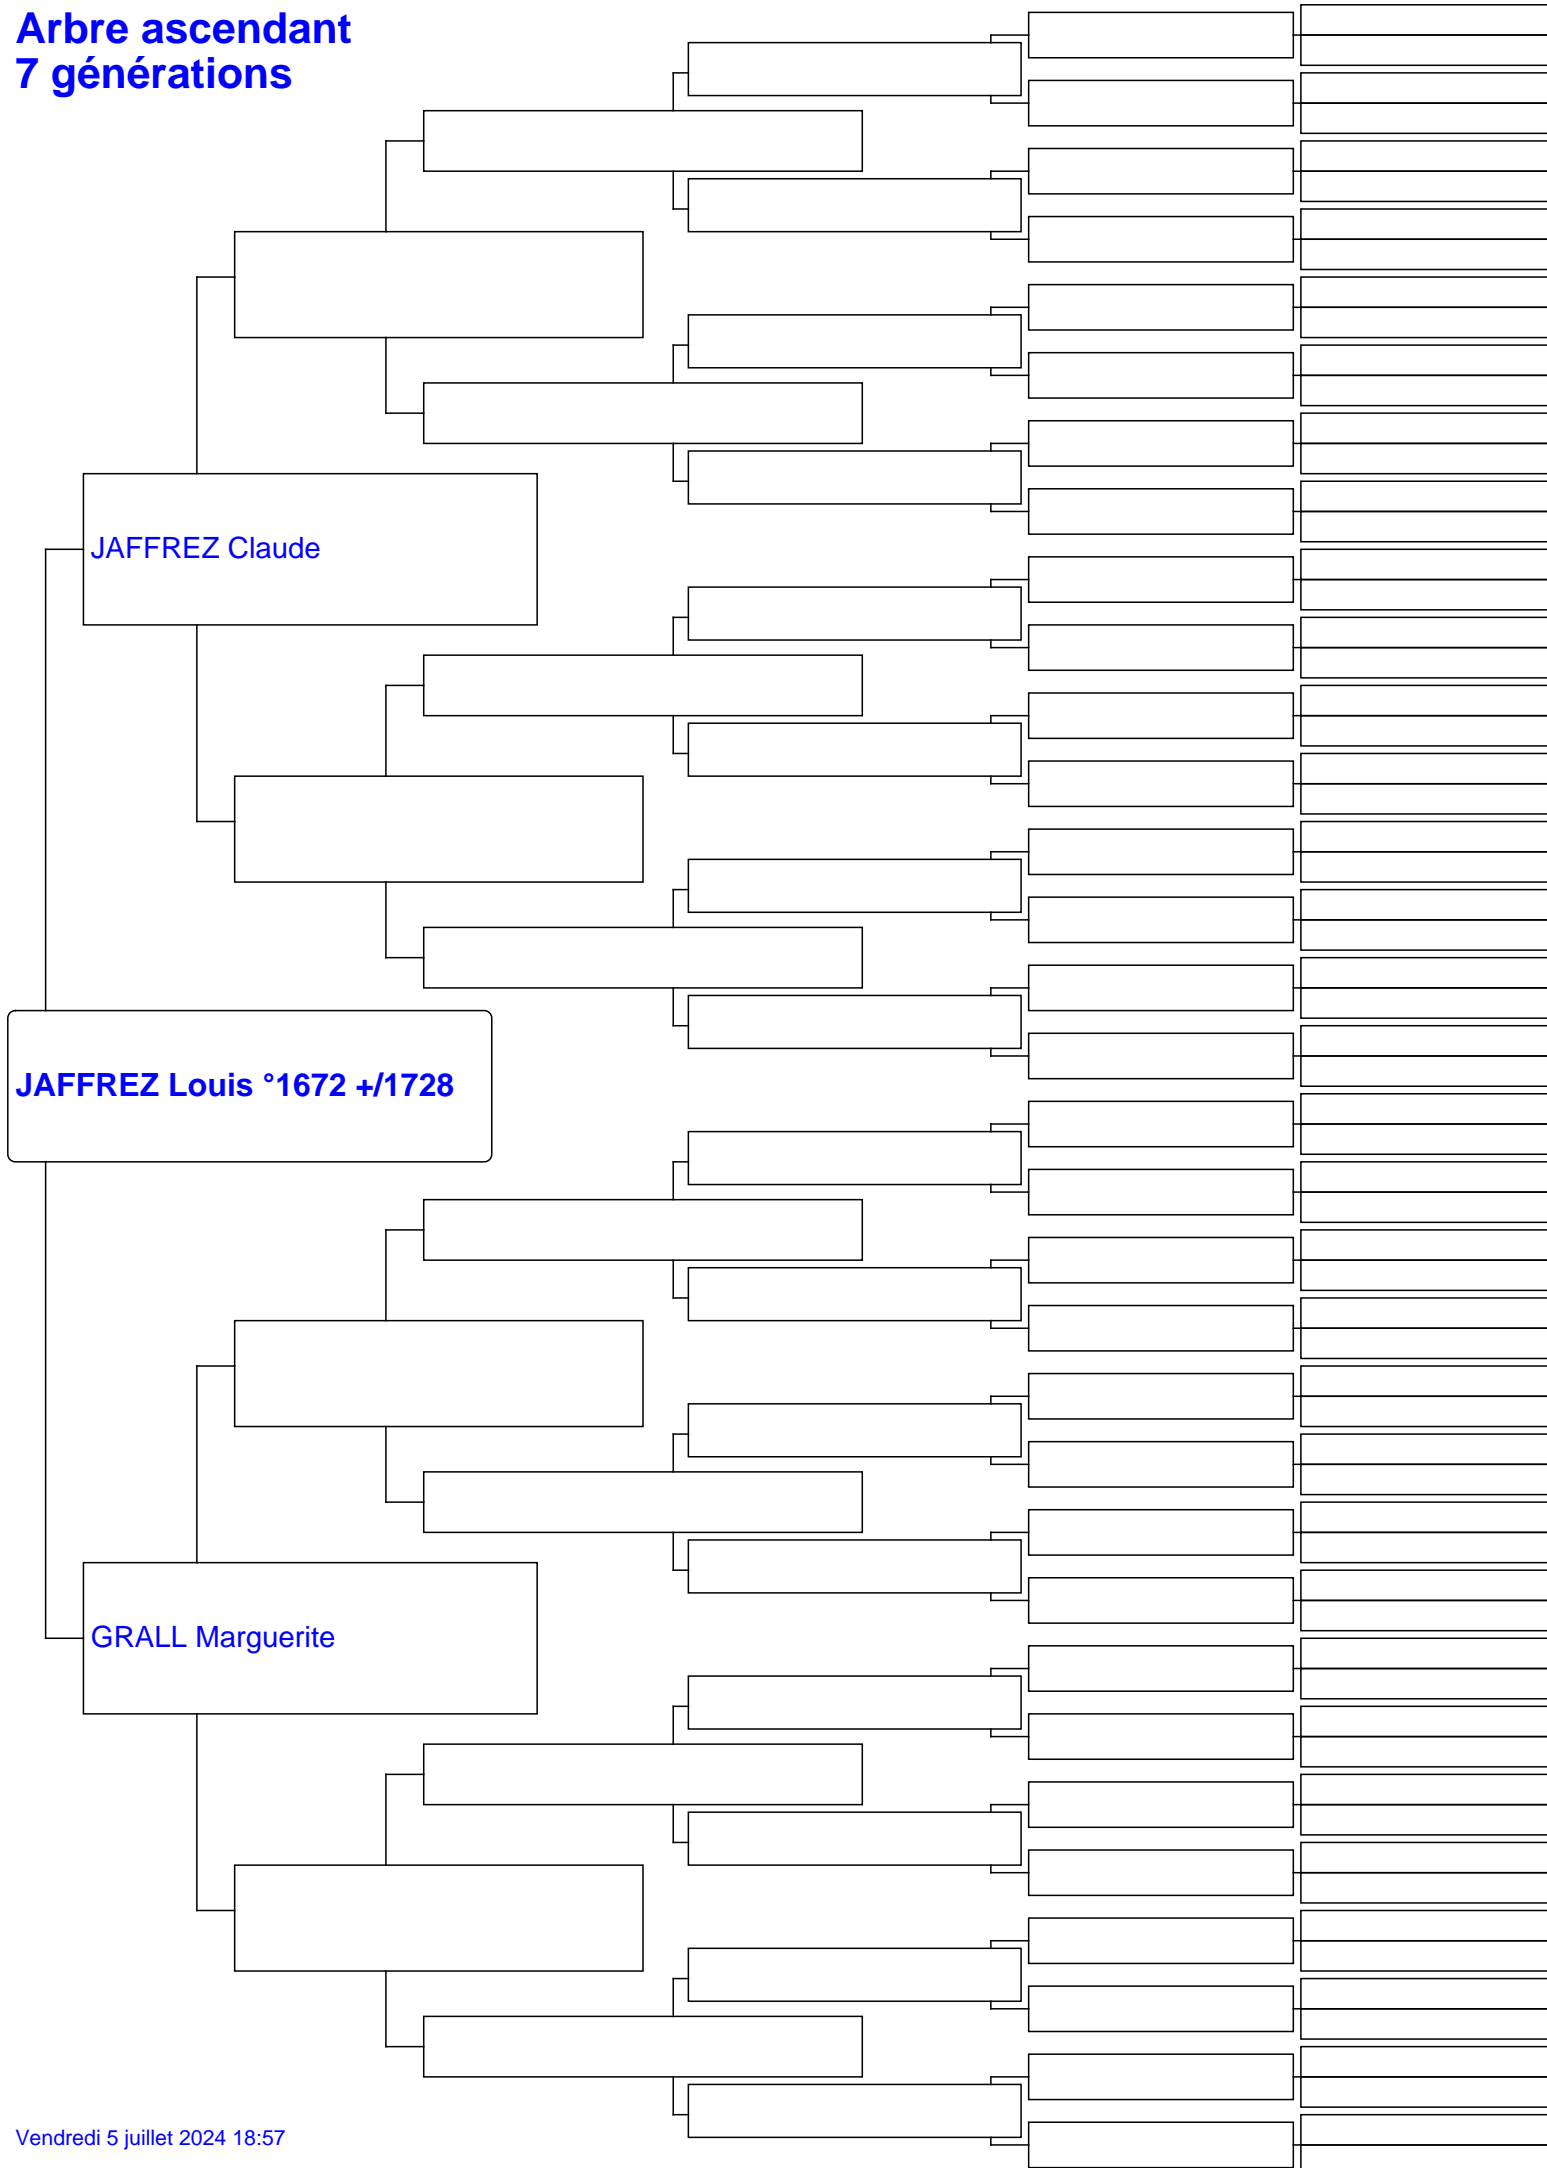 Arbre ascendant
7 générations
JAFFREZ Claude
JAFFREZ Louis °1672 +/1728
GRALL Marguerite
Vendredi 5 juillet 2024 18:57